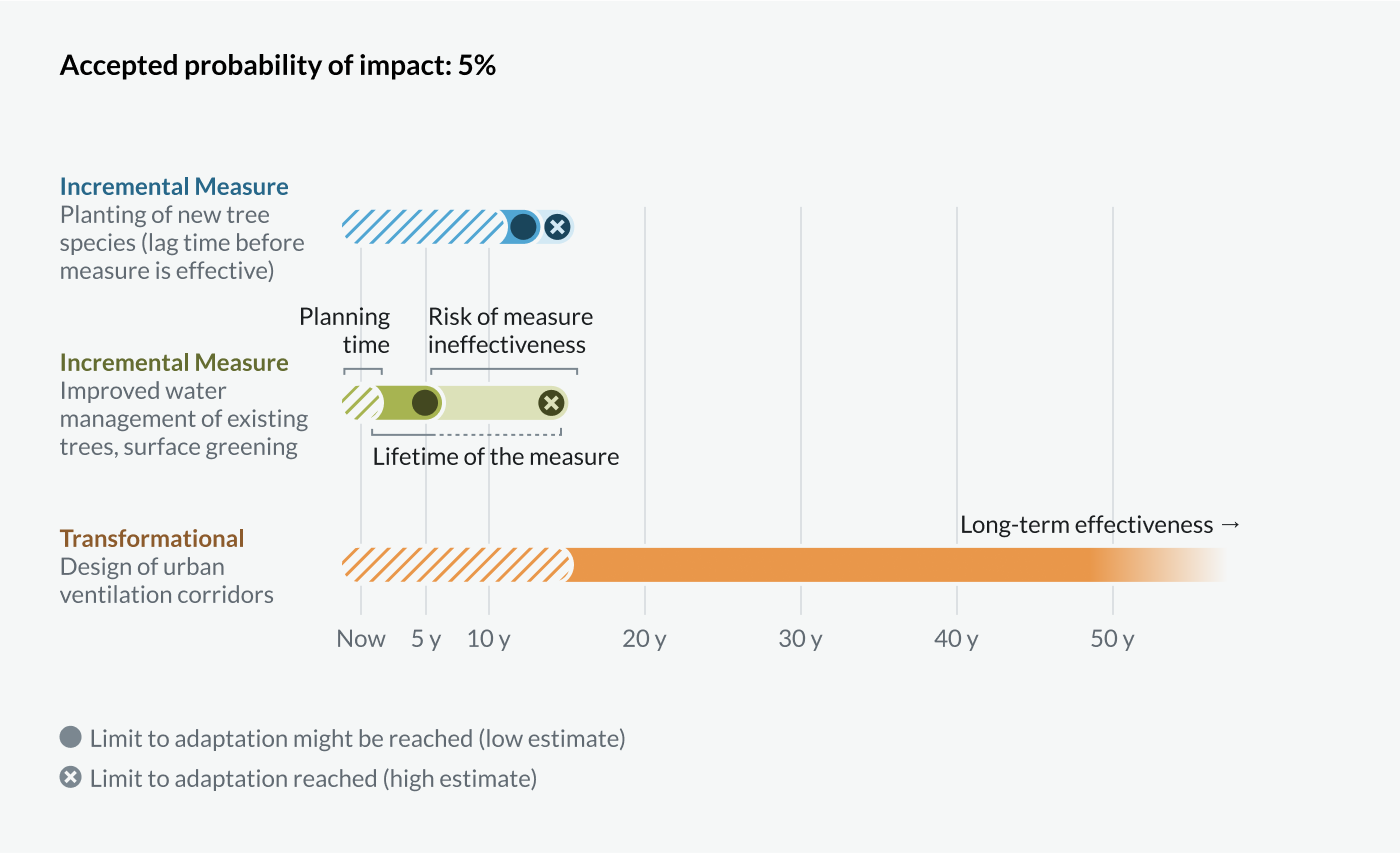 Accepted probability of impact: 5%
Incremental Measure
Planting of new tree
species (lag time before
measure is effective)
Planning
time
Risk of measure
ineffectiveness
Incremental Measure
Improved water
management of existing
trees, surface greening
Lifetime of the measure
Long-term effectiveness →
Transformational
Design of urban
ventilation corridors
Now 5 y 10 y 20 y 30 y 40 y 50 y
Limit to adaptation might be reached (low estimate)
Limit to adaptation reached (high estimate)